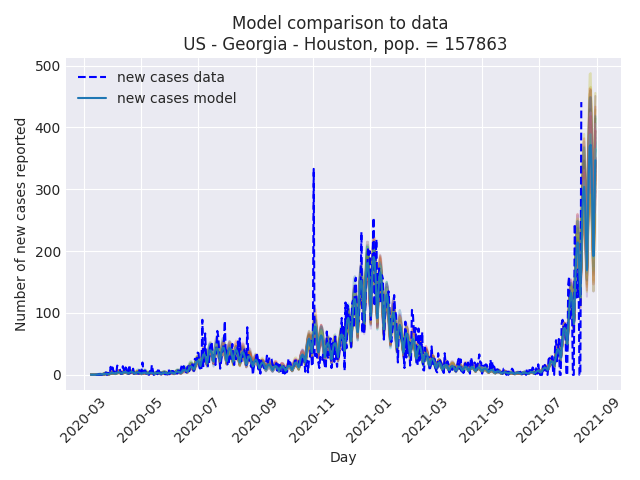 Model comparison to data
US - Georgia - Houston, pop. = 157863
new cases data
new cases model
Number of new cases reported
500
400
300
200
100
0
2020-03
2020-05
2020-07
2020-09
2020-11
2021-01
2021-03
2021-05
2021-07
2021-09
Day